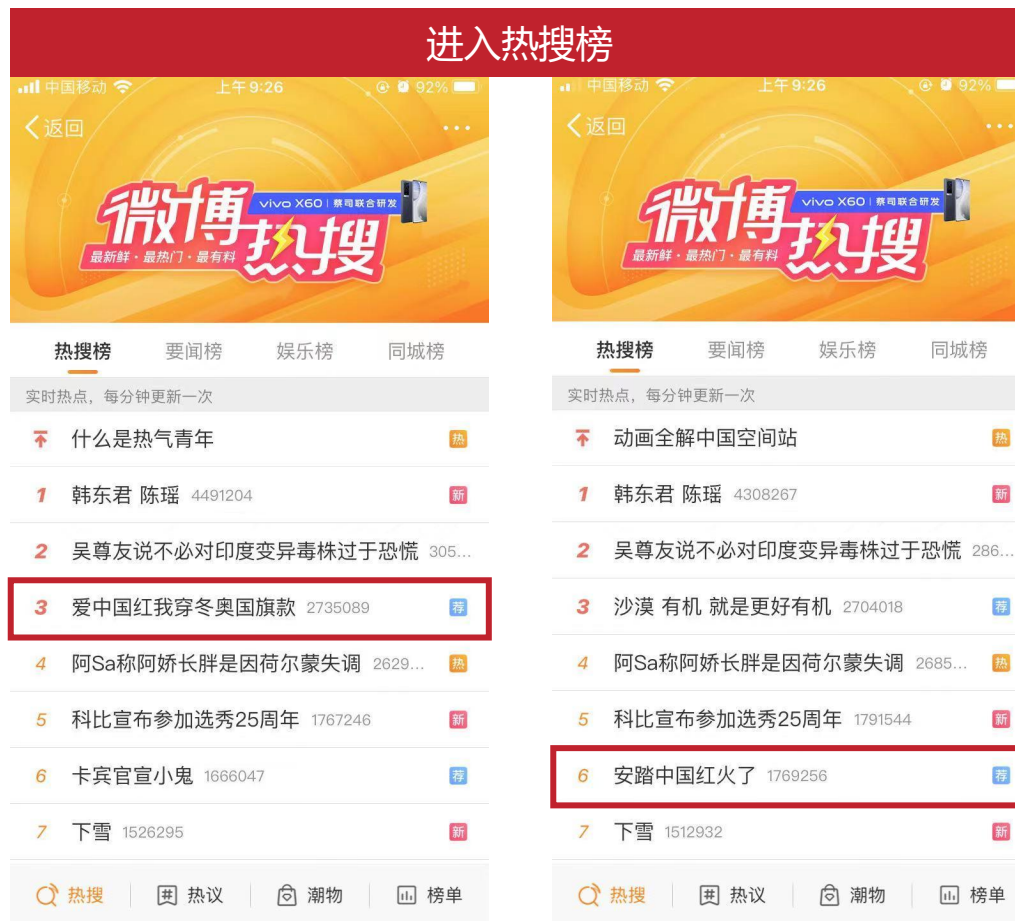 进入热搜榜
中国移动 上午9:26 92%
返回
微博热搜
vivo X60 | 蔡司联合研发
最新鲜·最热门·最有料
热搜榜 要闻榜 娱乐榜 同城榜
实时热点，每分钟更新一次
什么是热气青年 热
1 韩东君 陈瑶 4491204 新
2 吴尊友说不必对印度变异毒株过于恐慌 305...
3 爱中国红我穿冬奥国旗款 2735089 荐
4 阿Sa称阿娇长胖是因荷尔蒙失调 2629... 热
5 科比宣布参加选秀25周年 1767246 新
6 卡宾官宣小鬼 1666047 荐
7 下雪 1526295 新
热搜 热议 潮物 榜单
中国移动 上午9:26 92%
返回
微博热搜
vivo X60 | 蔡司联合研发
最新鲜·最热门·最有料
热搜榜 要闻榜 娱乐榜 同城榜
实时热点，每分钟更新一次
动画全解中国空间站 热
1 韩东君 陈瑶 4308267 新
2 吴尊友说不必对印度变异毒株过于恐慌 286...
3 沙漠 有机 就是更好有机 2704018 荐
4 阿Sa称阿娇长胖是因荷尔蒙失调 2685... 热
5 科比宣布参加选秀25周年 1791544 新
6 安踏中国红火了 1769256 荐
7 下雪 1512932 新
热搜 热议 潮物 榜单